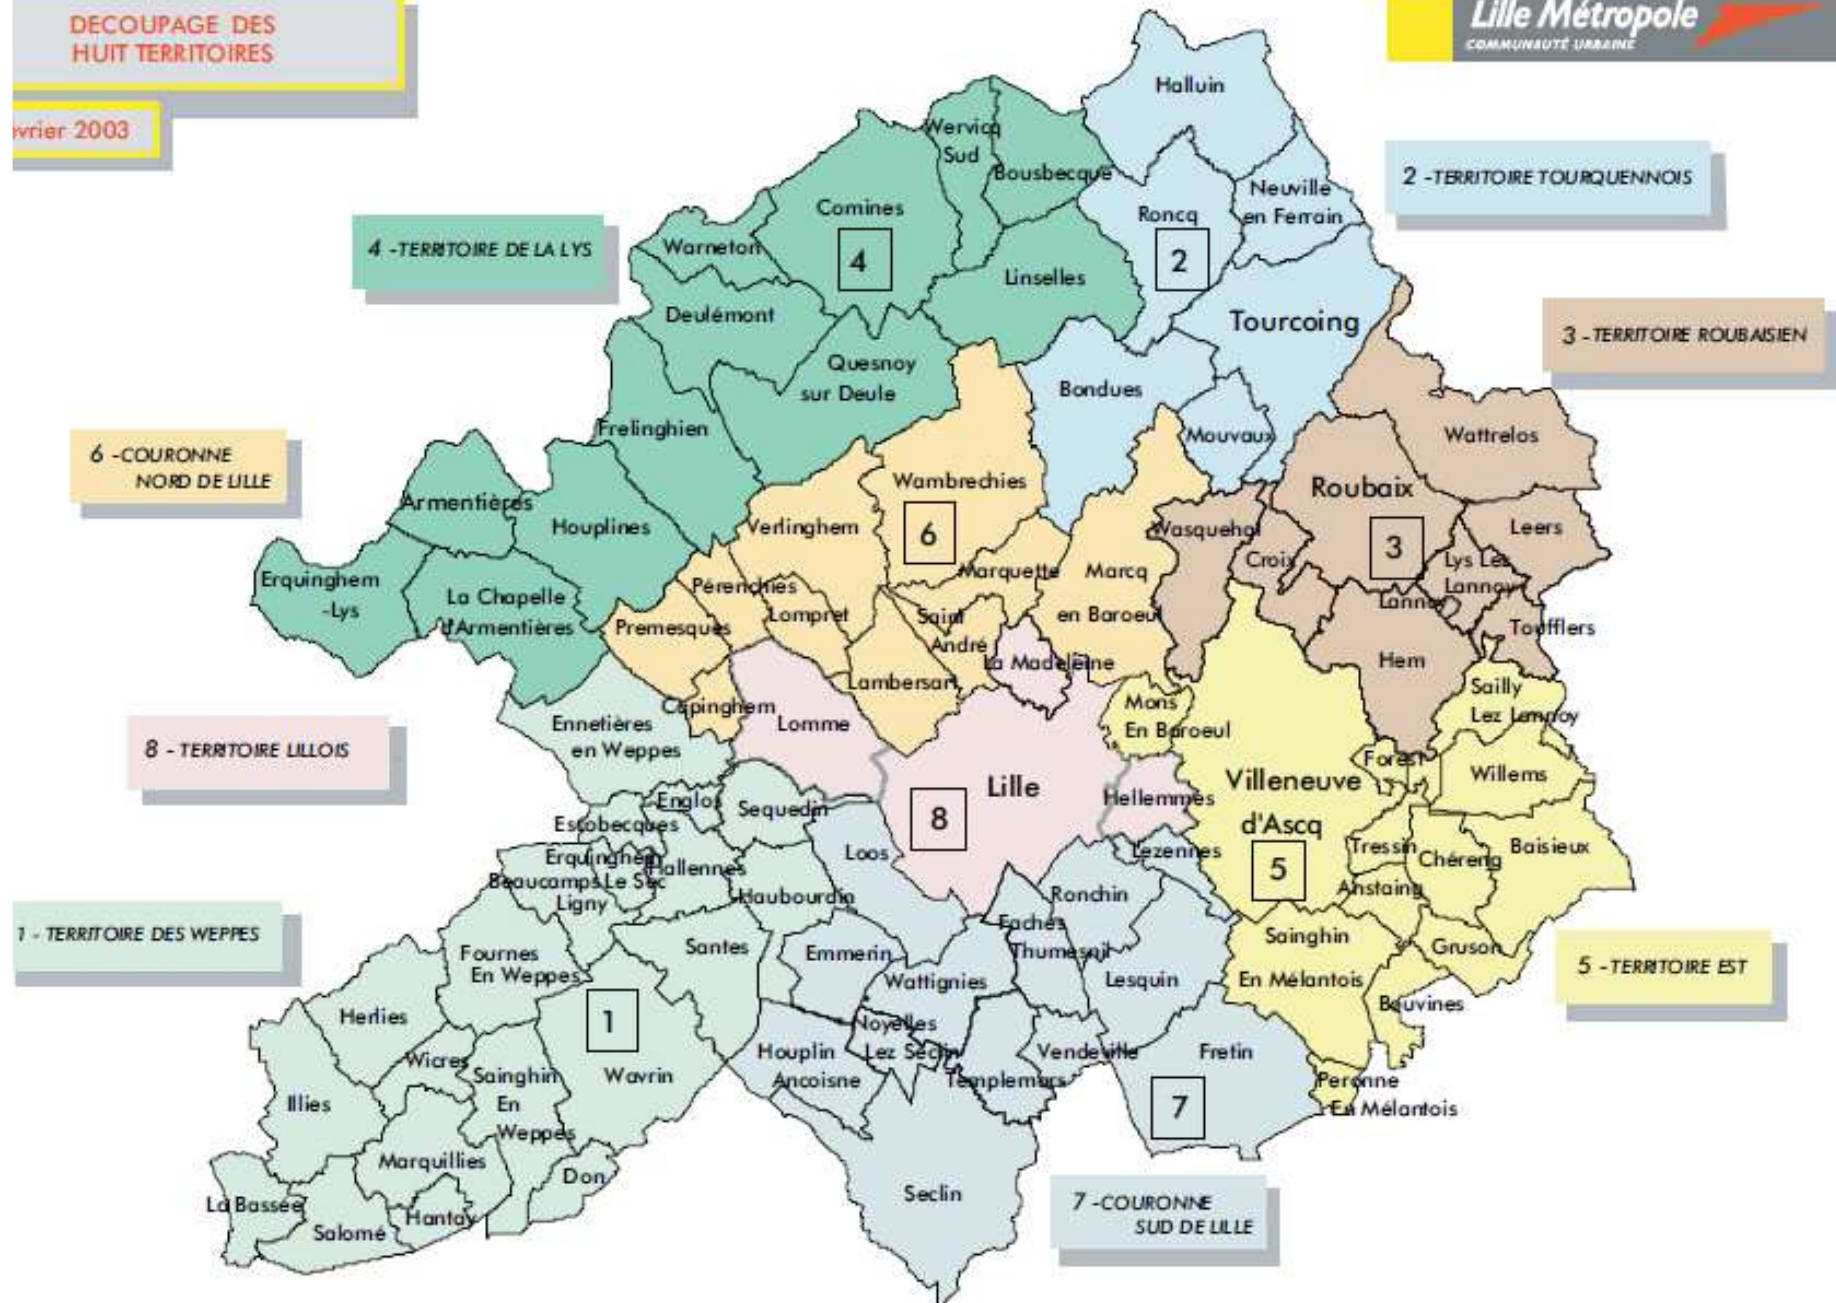 DECOUPAGE DES
HUIT TERRITOIRES
évrier 2003
Lille Métropole
COMMUNAUTÉ URBAINE
2 -TERRITOIRE TOURQUENNOIS
4 -TERRITOIRE DE LA LYS
3 -TERRITOIRE ROUBAISIEN
6 -COURONNE
NORD DE LILLE
8 - TERRITOIRE LILLOIS
1 - TERRITOIRE DES WEPPES
5 -TERRITOIRE EST
7 -COURONNE
SUD DE LILLE
Halluin
Wervicq
Sud
Bousbecque
Neuville
en Ferrain
Comines
4
Roncq
2
Warneton
Linselles
Deulémont
Tourcoing
Quesnoy
sur Deule
Bondues
Frelinghien
Mouvaux
Wattrelos
Wambrechies
6
Roubaix
3
Armentières
Houplines
Verlinghem
Wasquehal
Leers
Croix
Lys Lez
Lannoy
Lannoy
Marquette
Marcq
en Baroeul
Erquinghem
-Lys
La Chapelle
d'Armentières
Pérenchies
Lompret
Premesques
Saint
André
Toufflers
La Madeleine
Hem
Lambersart
Capinghem
Lomme
Mons
En Baroeul
Sailly
Lez Lannoy
Ennetières
en Weppes
Forest
Willems
Lille
8
Villeneuve
d'Ascq
5
Hellemmes
Englos
Sequedin
Escobecques
Loos
Lezennes
Tressin
Chéreng
Baisieux
Erquinghem
Le Sec
Hallennes
Beaucamps
Ligny
Haubourdin
Ronchin
Anstaing
Faches
Thumesnil
Sainghin
En Mélantois
Gruson
Santes
Emmerin
Wattignies
Lesquin
Bouvines
Fournes
En Weppes
Herlies
1
Noyelles
Lez Seclin
Wicres
Sainghin
En
Weppes
Wavrin
Houplin
Ancoisne
Vendeville
Fretin
7
Templemars
Peronne
En Mélantois
Illies
Marquillies
Don
La Bassée
Hantay
Salomé
Seclin